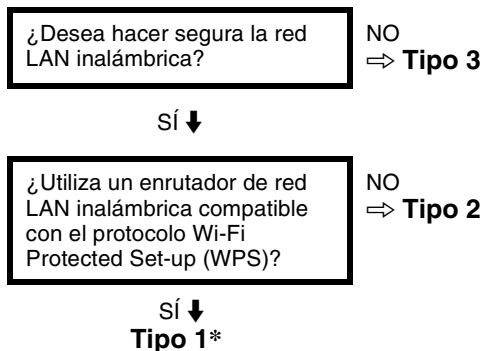 ¿Desea hacer segura la red
LAN inalámbrica?
NO
⇨ Tipo 3
SÍ ⬇
¿Utiliza un enrutador de red
LAN inalámbrica compatible
con el protocolo Wi-Fi
Protected Set-up (WPS)?
NO
⇨ Tipo 2
SÍ ⬇
Tipo 1*